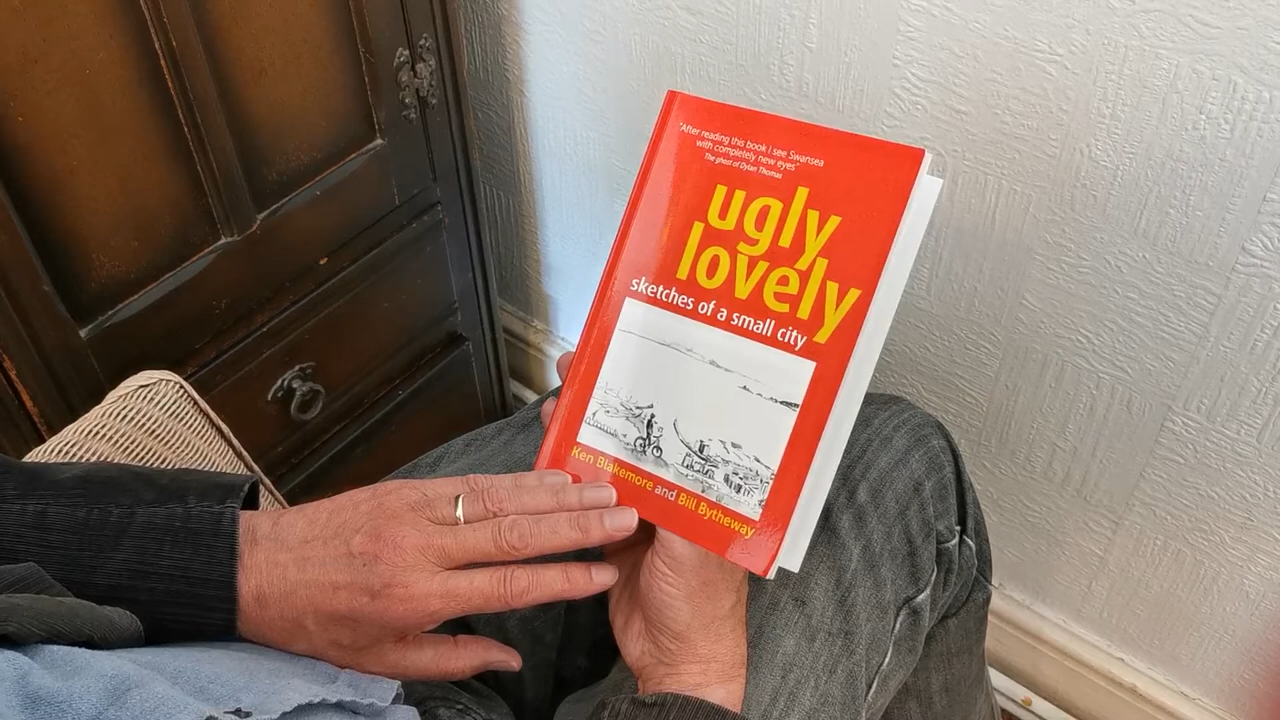 "After reading this book I see Swansea
with completely new eyes"
The ghost of Dylan Thomas
ugly
lovely
sketches of a small city
Ken Blakemore and Bill Bytheway